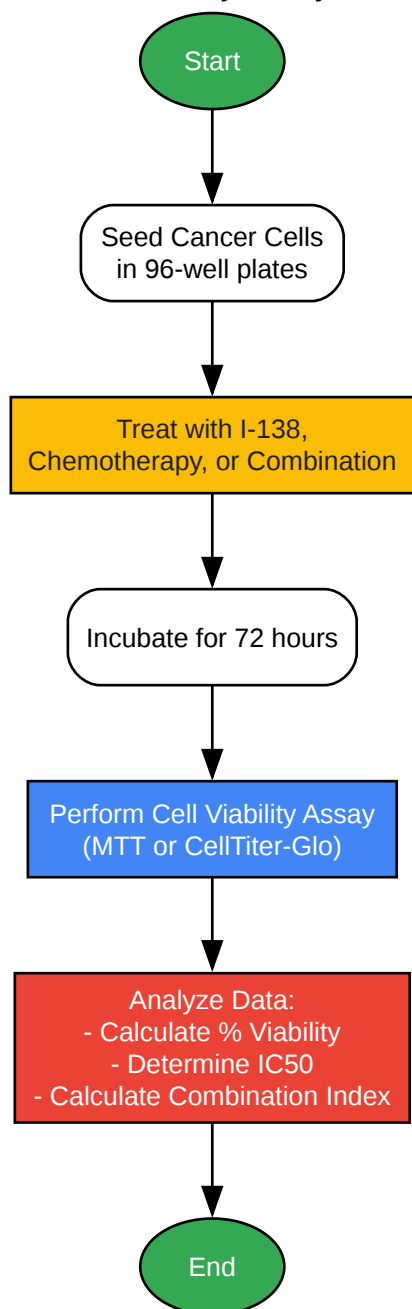 Start
Seed Cancer Cells
in 96-well plates
Treat with I-138,
Chemotherapy, or Combination
Incubate for 72 hours
Perform Cell Viability Assay
(MTT or CellTiter-Glo)
Analyze Data:
- Calculate % Viability
- Determine IC50
- Calculate Combination Index
End